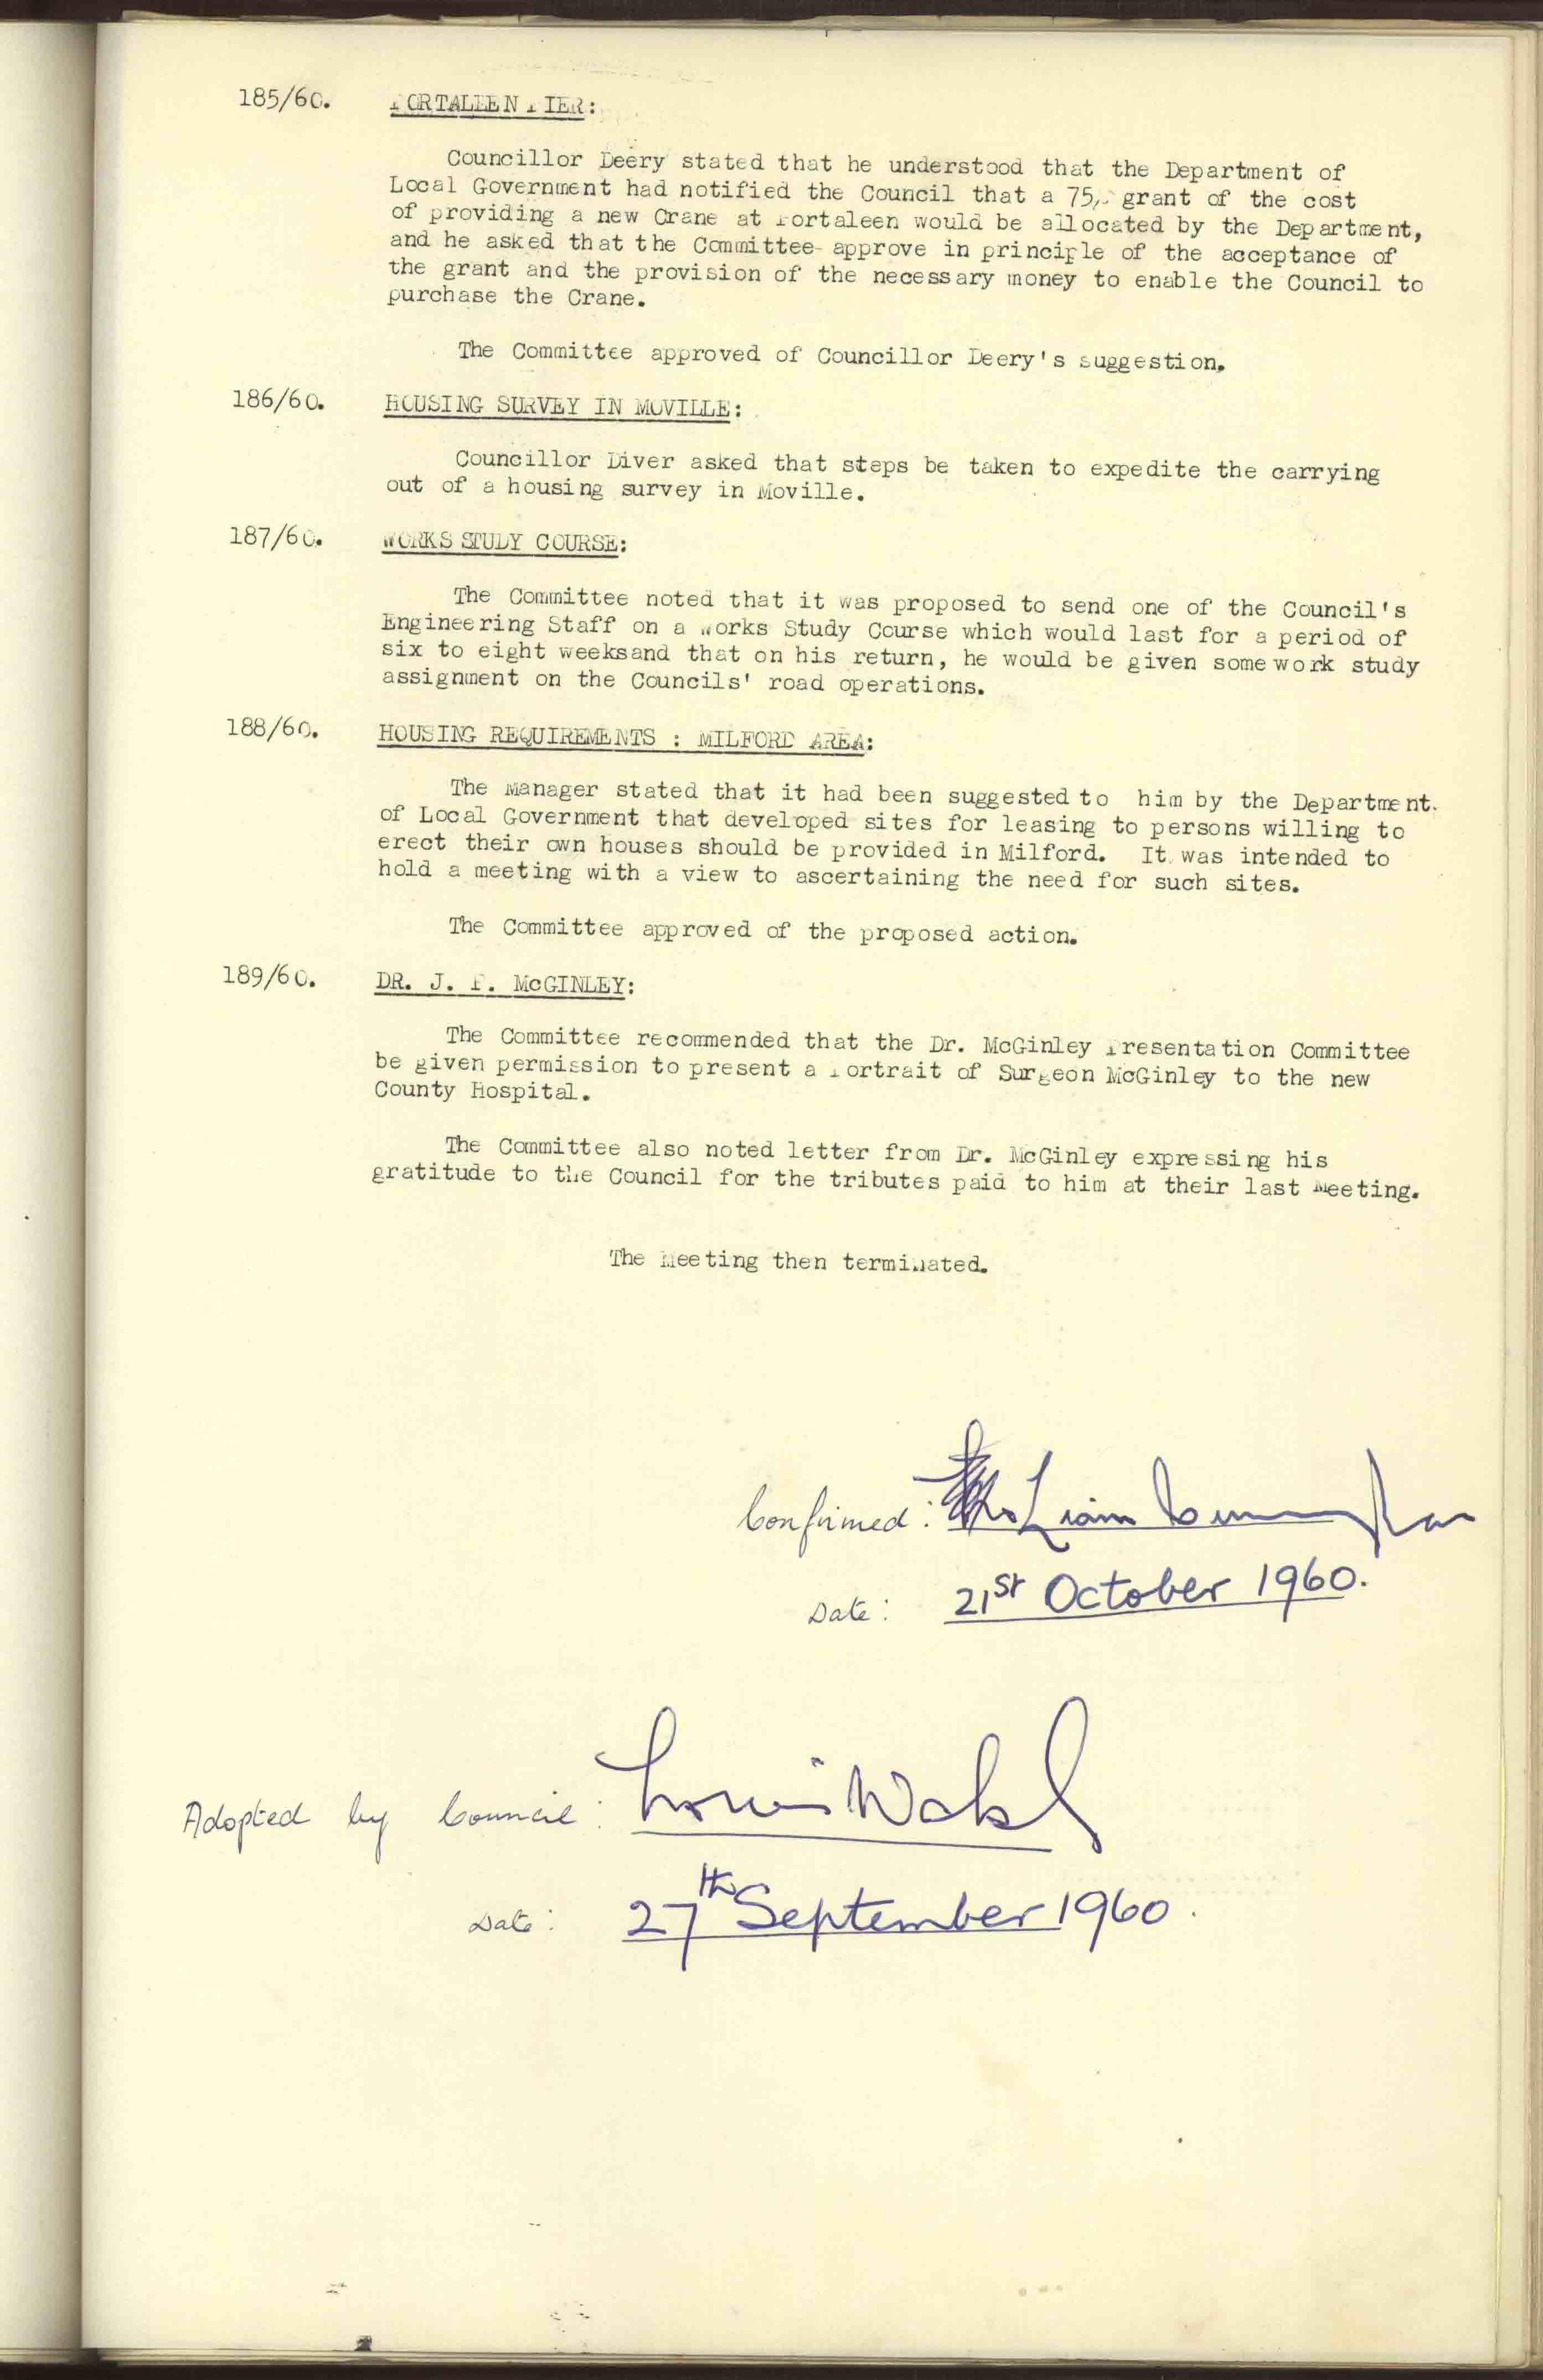 185/60. PORTALEEN PIER:
Councillor Deery stated that he understood that the Department of
Local Government had notified the Council that a 75% grant of the cost
of providing a new Crane at Portaleen would be allocated by the Department,
and he asked that the Committee approve in principle of the acceptance of
the grant and the provision of the necessary money to enable the Council to
purchase the Crane.
The Committee approved of Councillor Deery's suggestion.
186/60. HOUSING SURVEY IN MOVILLE:
Councillor Diver asked that steps be taken to expedite the carrying
out of a housing survey in Moville.
187/60. WORKS STUDY COURSE:
The Committee noted that it was proposed to send one of the Council's
Engineering Staff on a Works Study Course which would last for a period of
six to eight weeksand that on his return, he would be given some work study
assignment on the Councils' road operations.
188/60. HOUSING REQUIREMENTS : MILFORD AREA:
The Manager stated that it had been suggested to him by the Department
of Local Government that developed sites for leasing to persons willing to
erect their own houses should be provided in Milford. It was intended to
hold a meeting with a view to ascertaining the need for such sites.
The Committee approved of the proposed action.
189/60. DR. J. P. McGINLEY:
The Committee recommended that the Dr. McGinley Presentation Committee
be given permission to present a Portrait of Surgeon McGinley to the new
County Hospital.
The Committee also noted letter from Dr. McGinley expressing his
gratitude to the Council for the tributes paid to him at their last Meeting.
The Meeting then terminated.
Confirmed: Liam Cunningham
Date: 21st October 1960.
Adopted by Council:
Date: 27th September 1960.